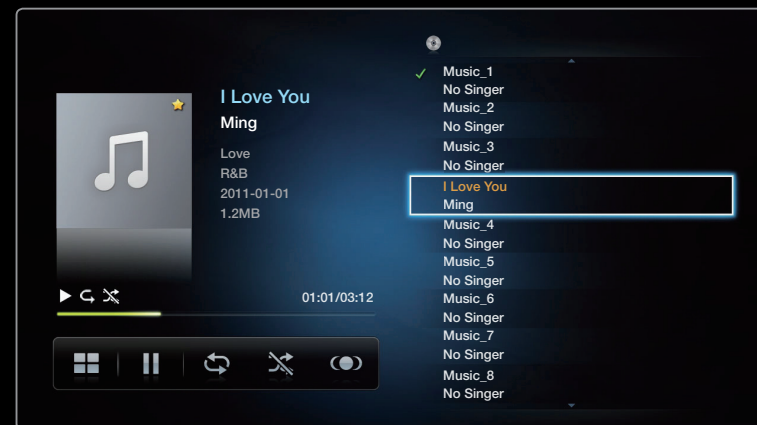 I Love You
Ming
Love
R&B
2011-01-01
1.2MB
01:01/03:12
Music_1
No Singer
Music_2
No Singer
Music_3
No Singer
I Love You
Ming
Music_4
No Singer
Music_5
No Singer
Music_6
No Singer
Music_7
No Singer
Music_8
No Singer